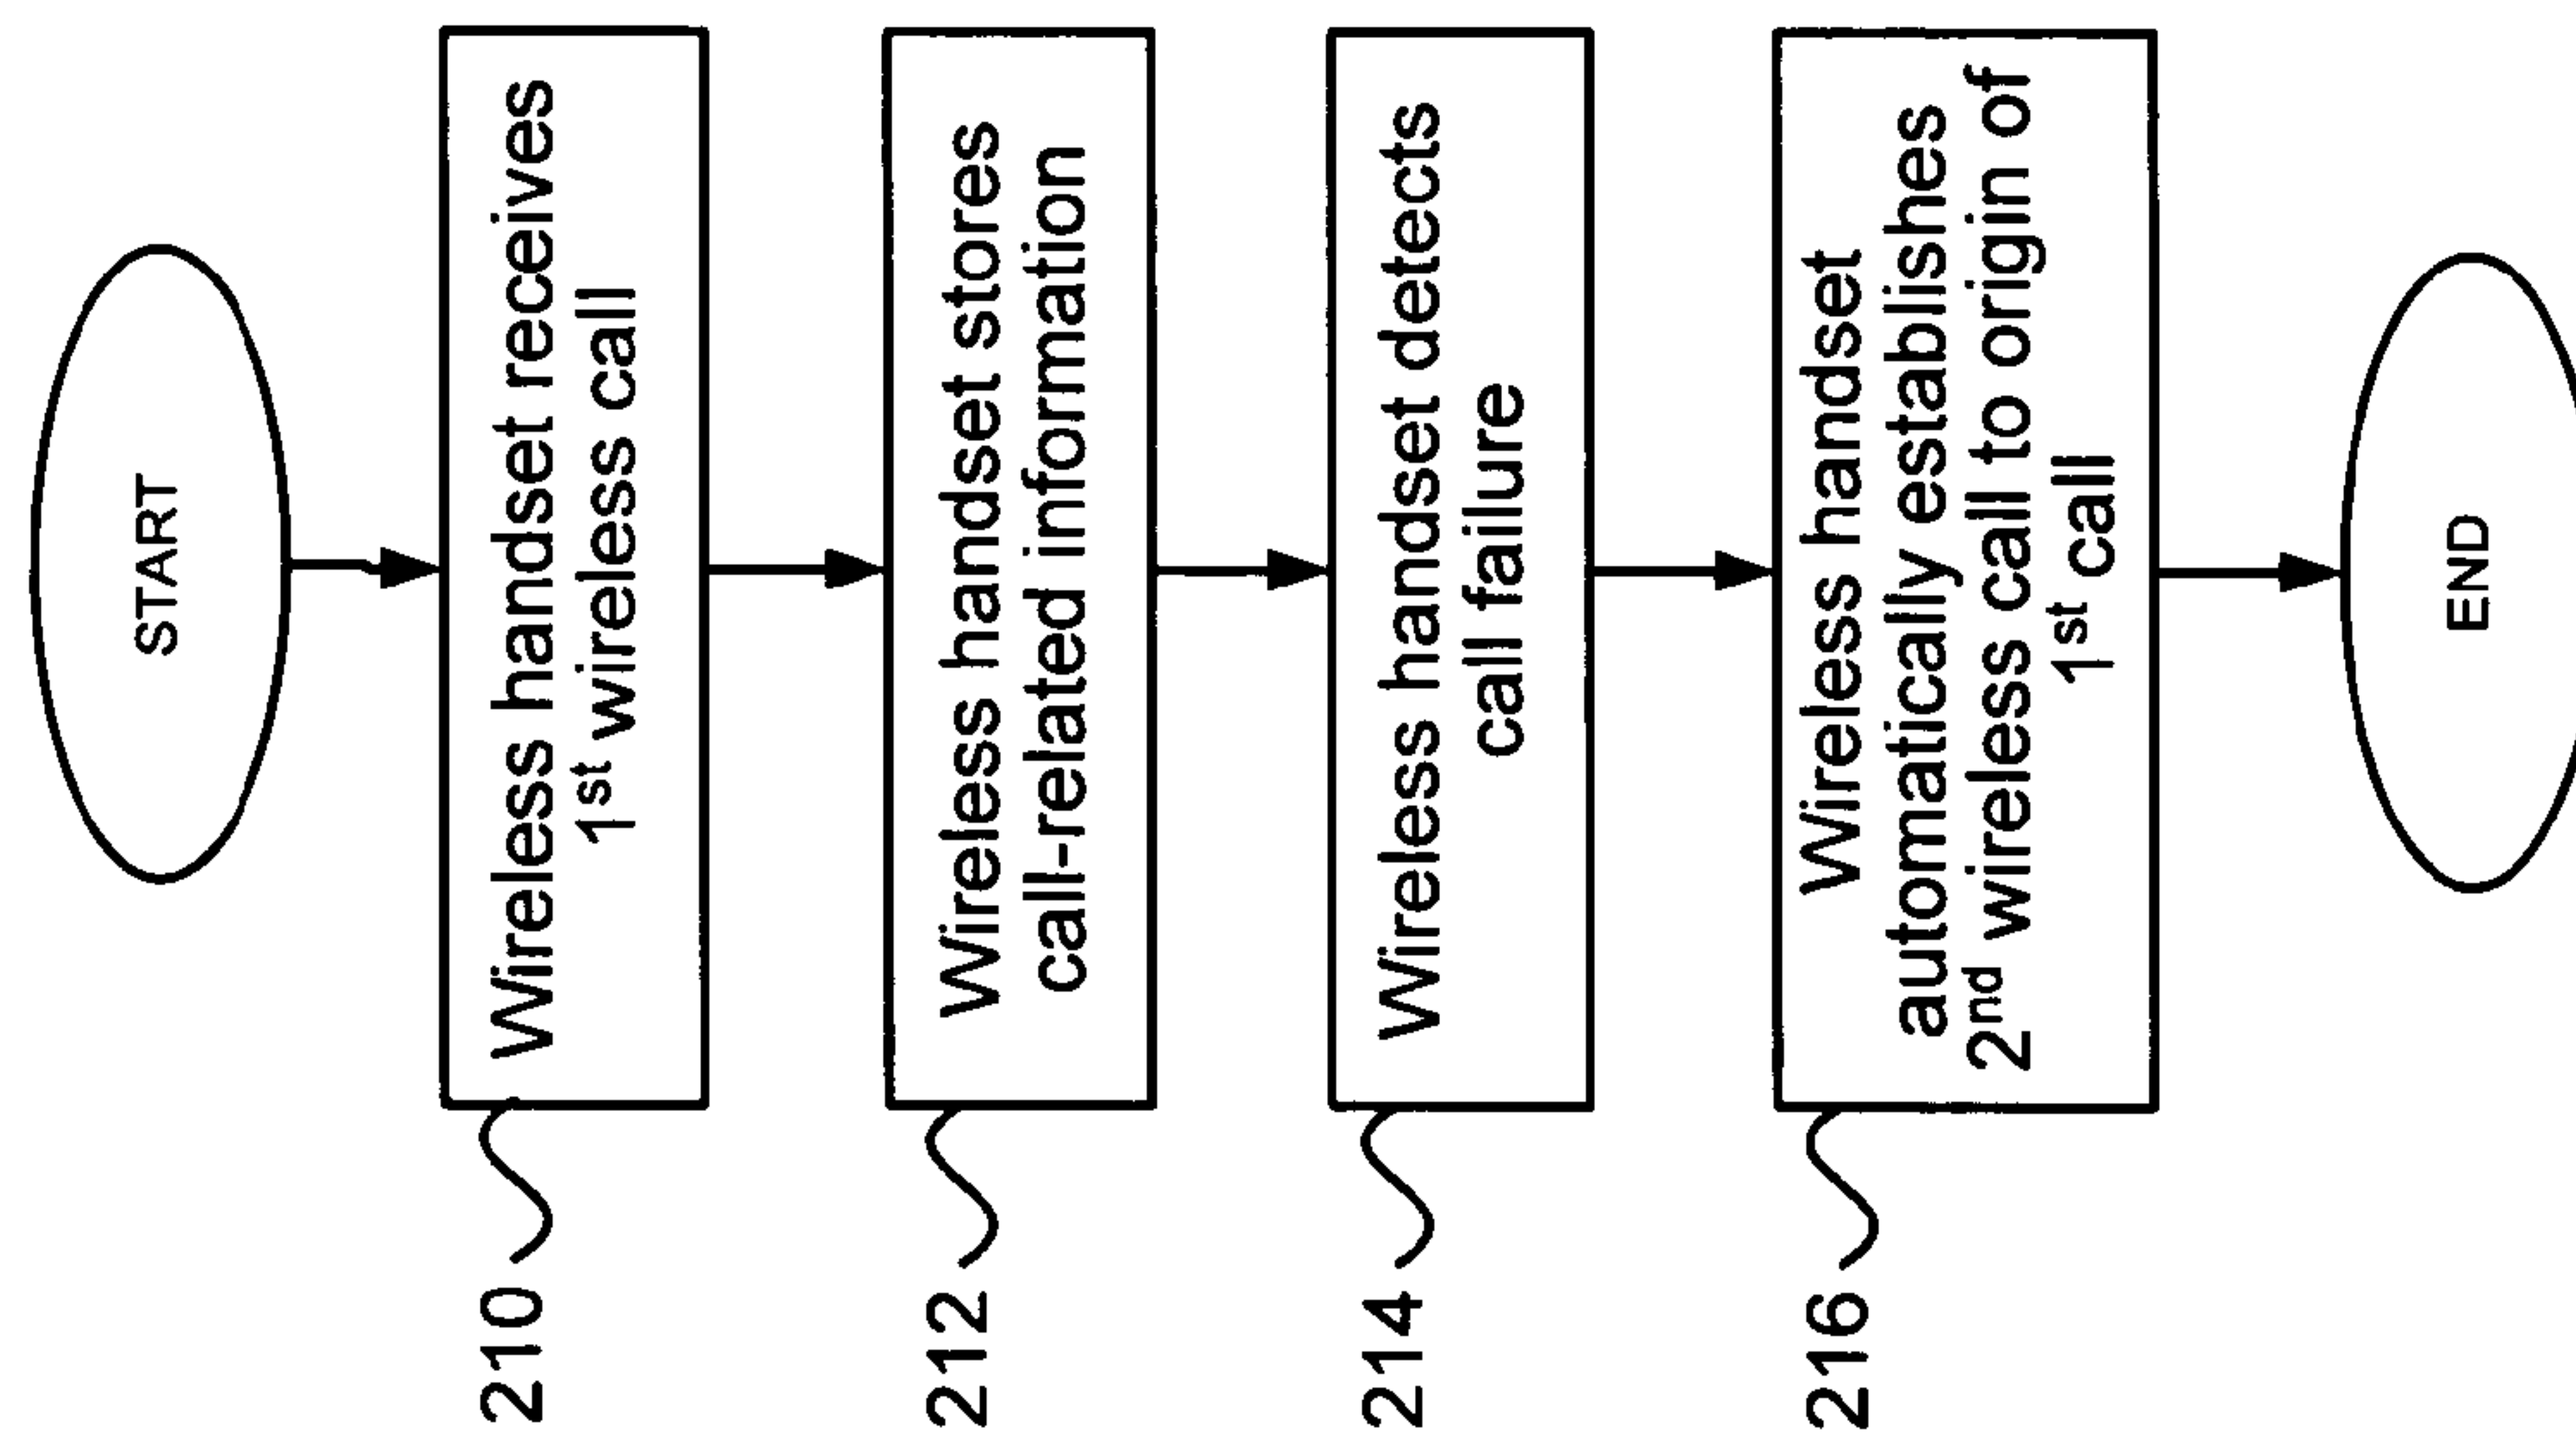 START
210
Wireless handset receives
1st wireless call
212
Wireless handset stores
call-related information
214
Wireless handset detects
call failure
216
Wireless handset
automatically establishes
2nd wireless call to origin of
1st call
END